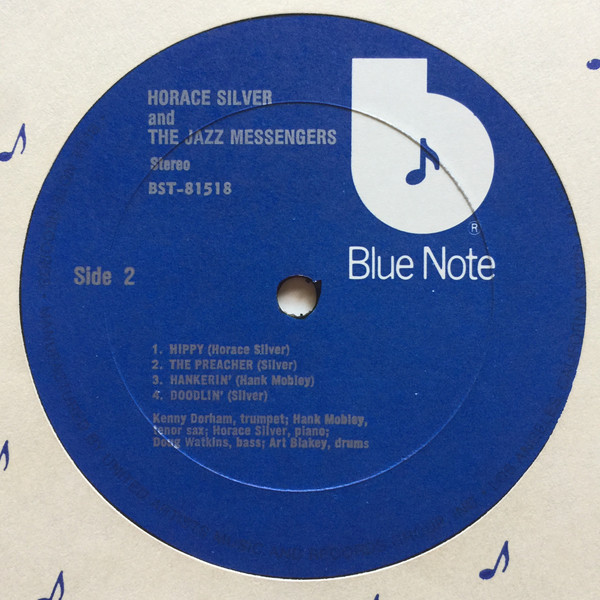 HORACE SILVER
and
THE JAZZ MESSENGERS
Stereo
BST-81518
®
Blue Note
Side 2
1. HIPPY (Horace Silver)
2. THE PREACHER (Silver)
3. HANKERIN' (Hank Mobley)
4. DOODLIN' (Silver)
Kenny Dorham, trumpet; Hank Mobley,
tenor sax; Horace Silver, piano;
Doug Watkins, bass; Art Blakey, drums